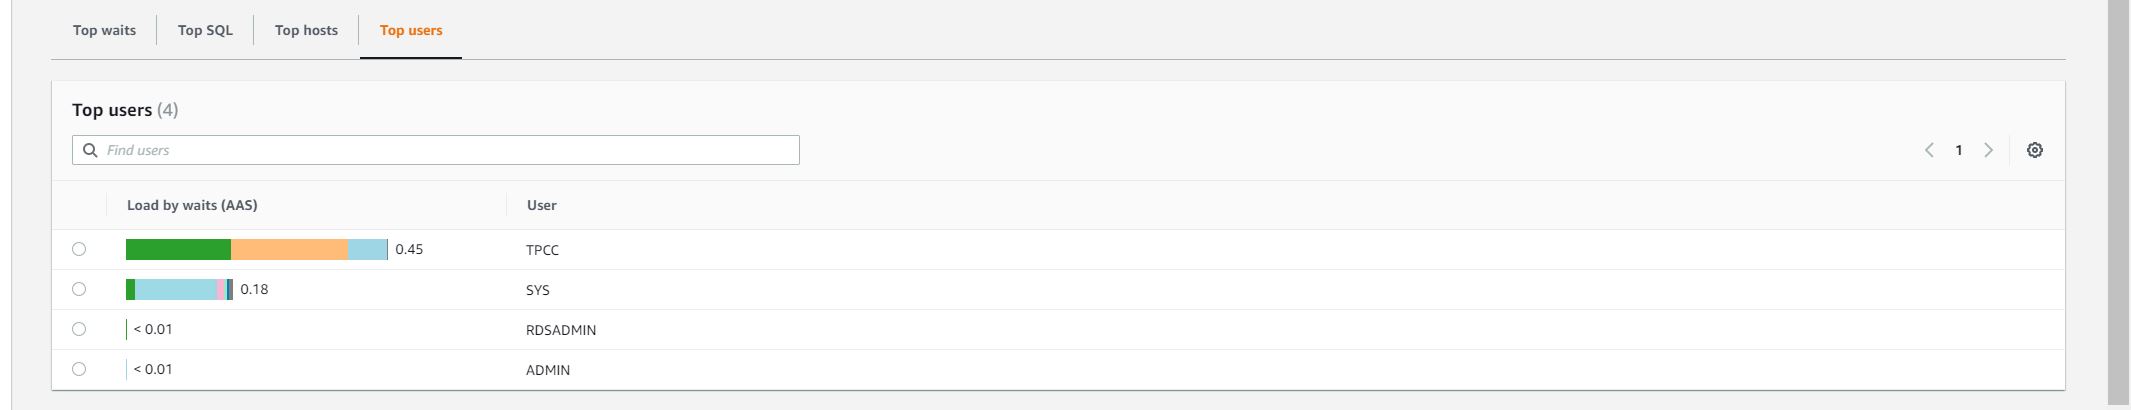 Top waits Top SQL Top hosts Top users
Top users (4)
Find users 1
Load by waits (AAS) User
0.45 TPCC
0.18 SYS
< 0.01 RDSADMIN
< 0.01 ADMIN